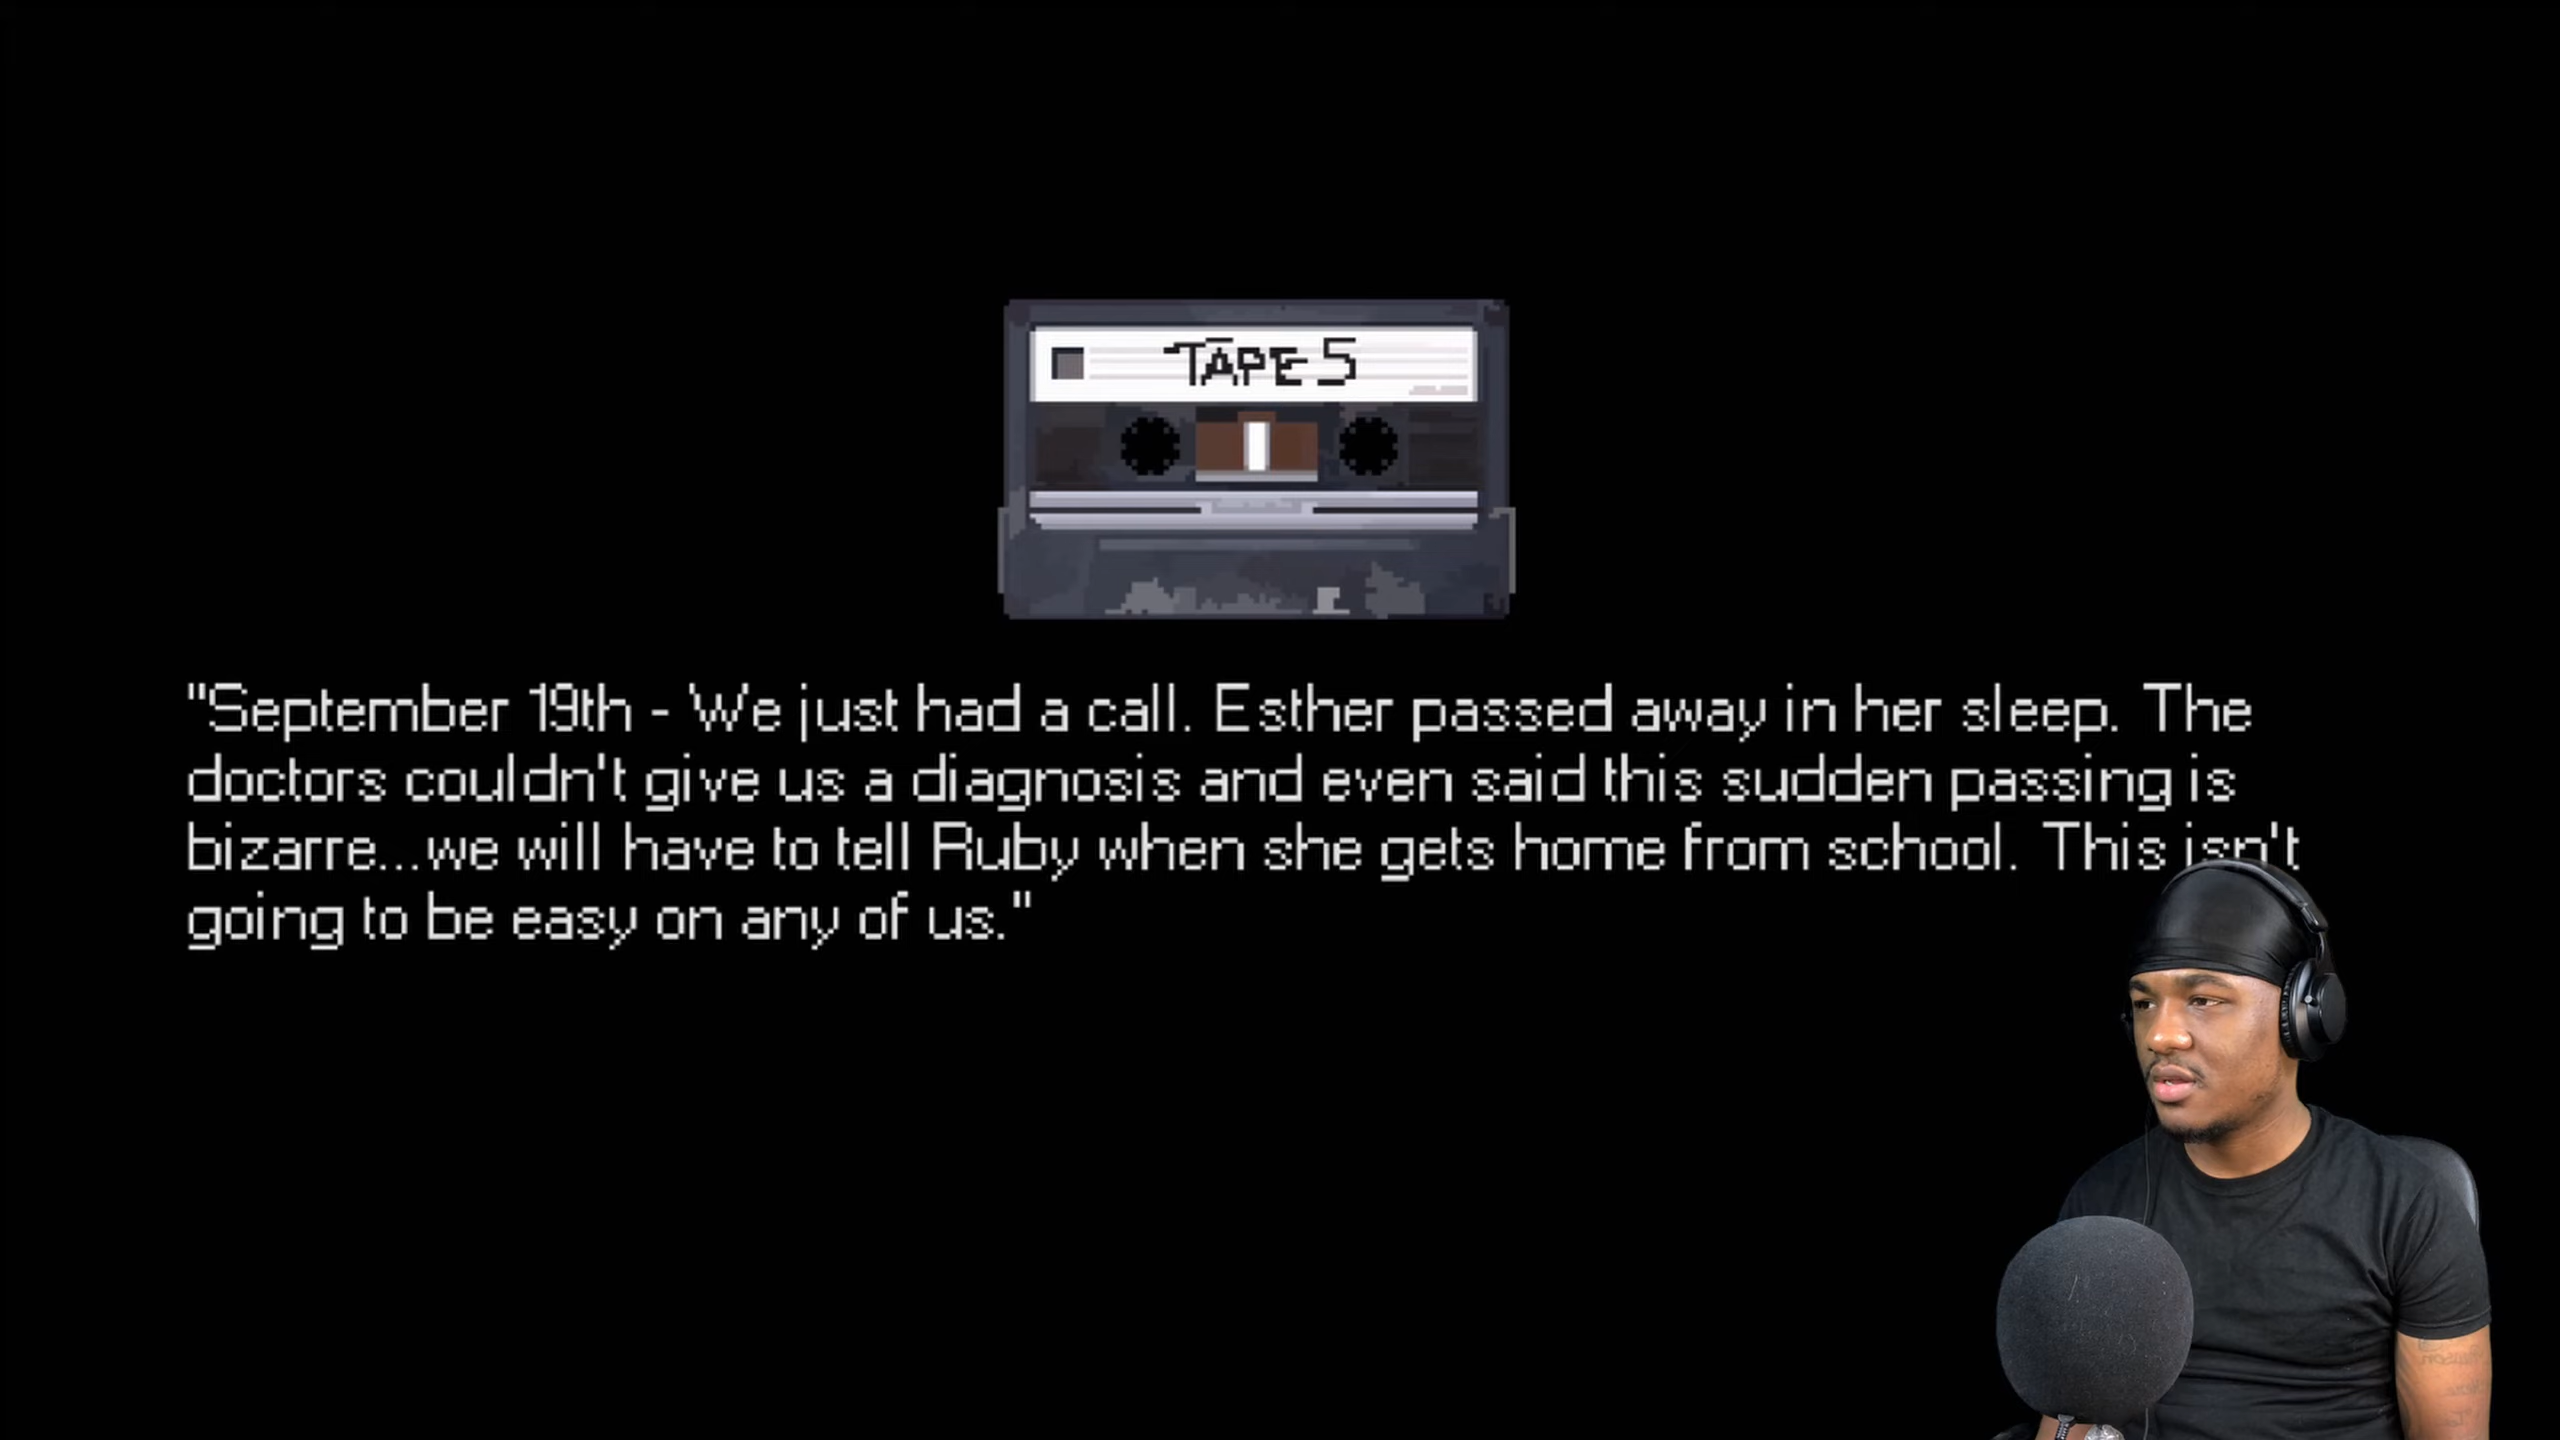 TAPE 5
"September 19th - We just had a call. Esther passed away in her sleep. The
doctors couldn't give us a diagnosis and even said this sudden passing is
bizarre...we will have to tell Ruby when she gets home from school. This isn't
going to be easy on any of us."